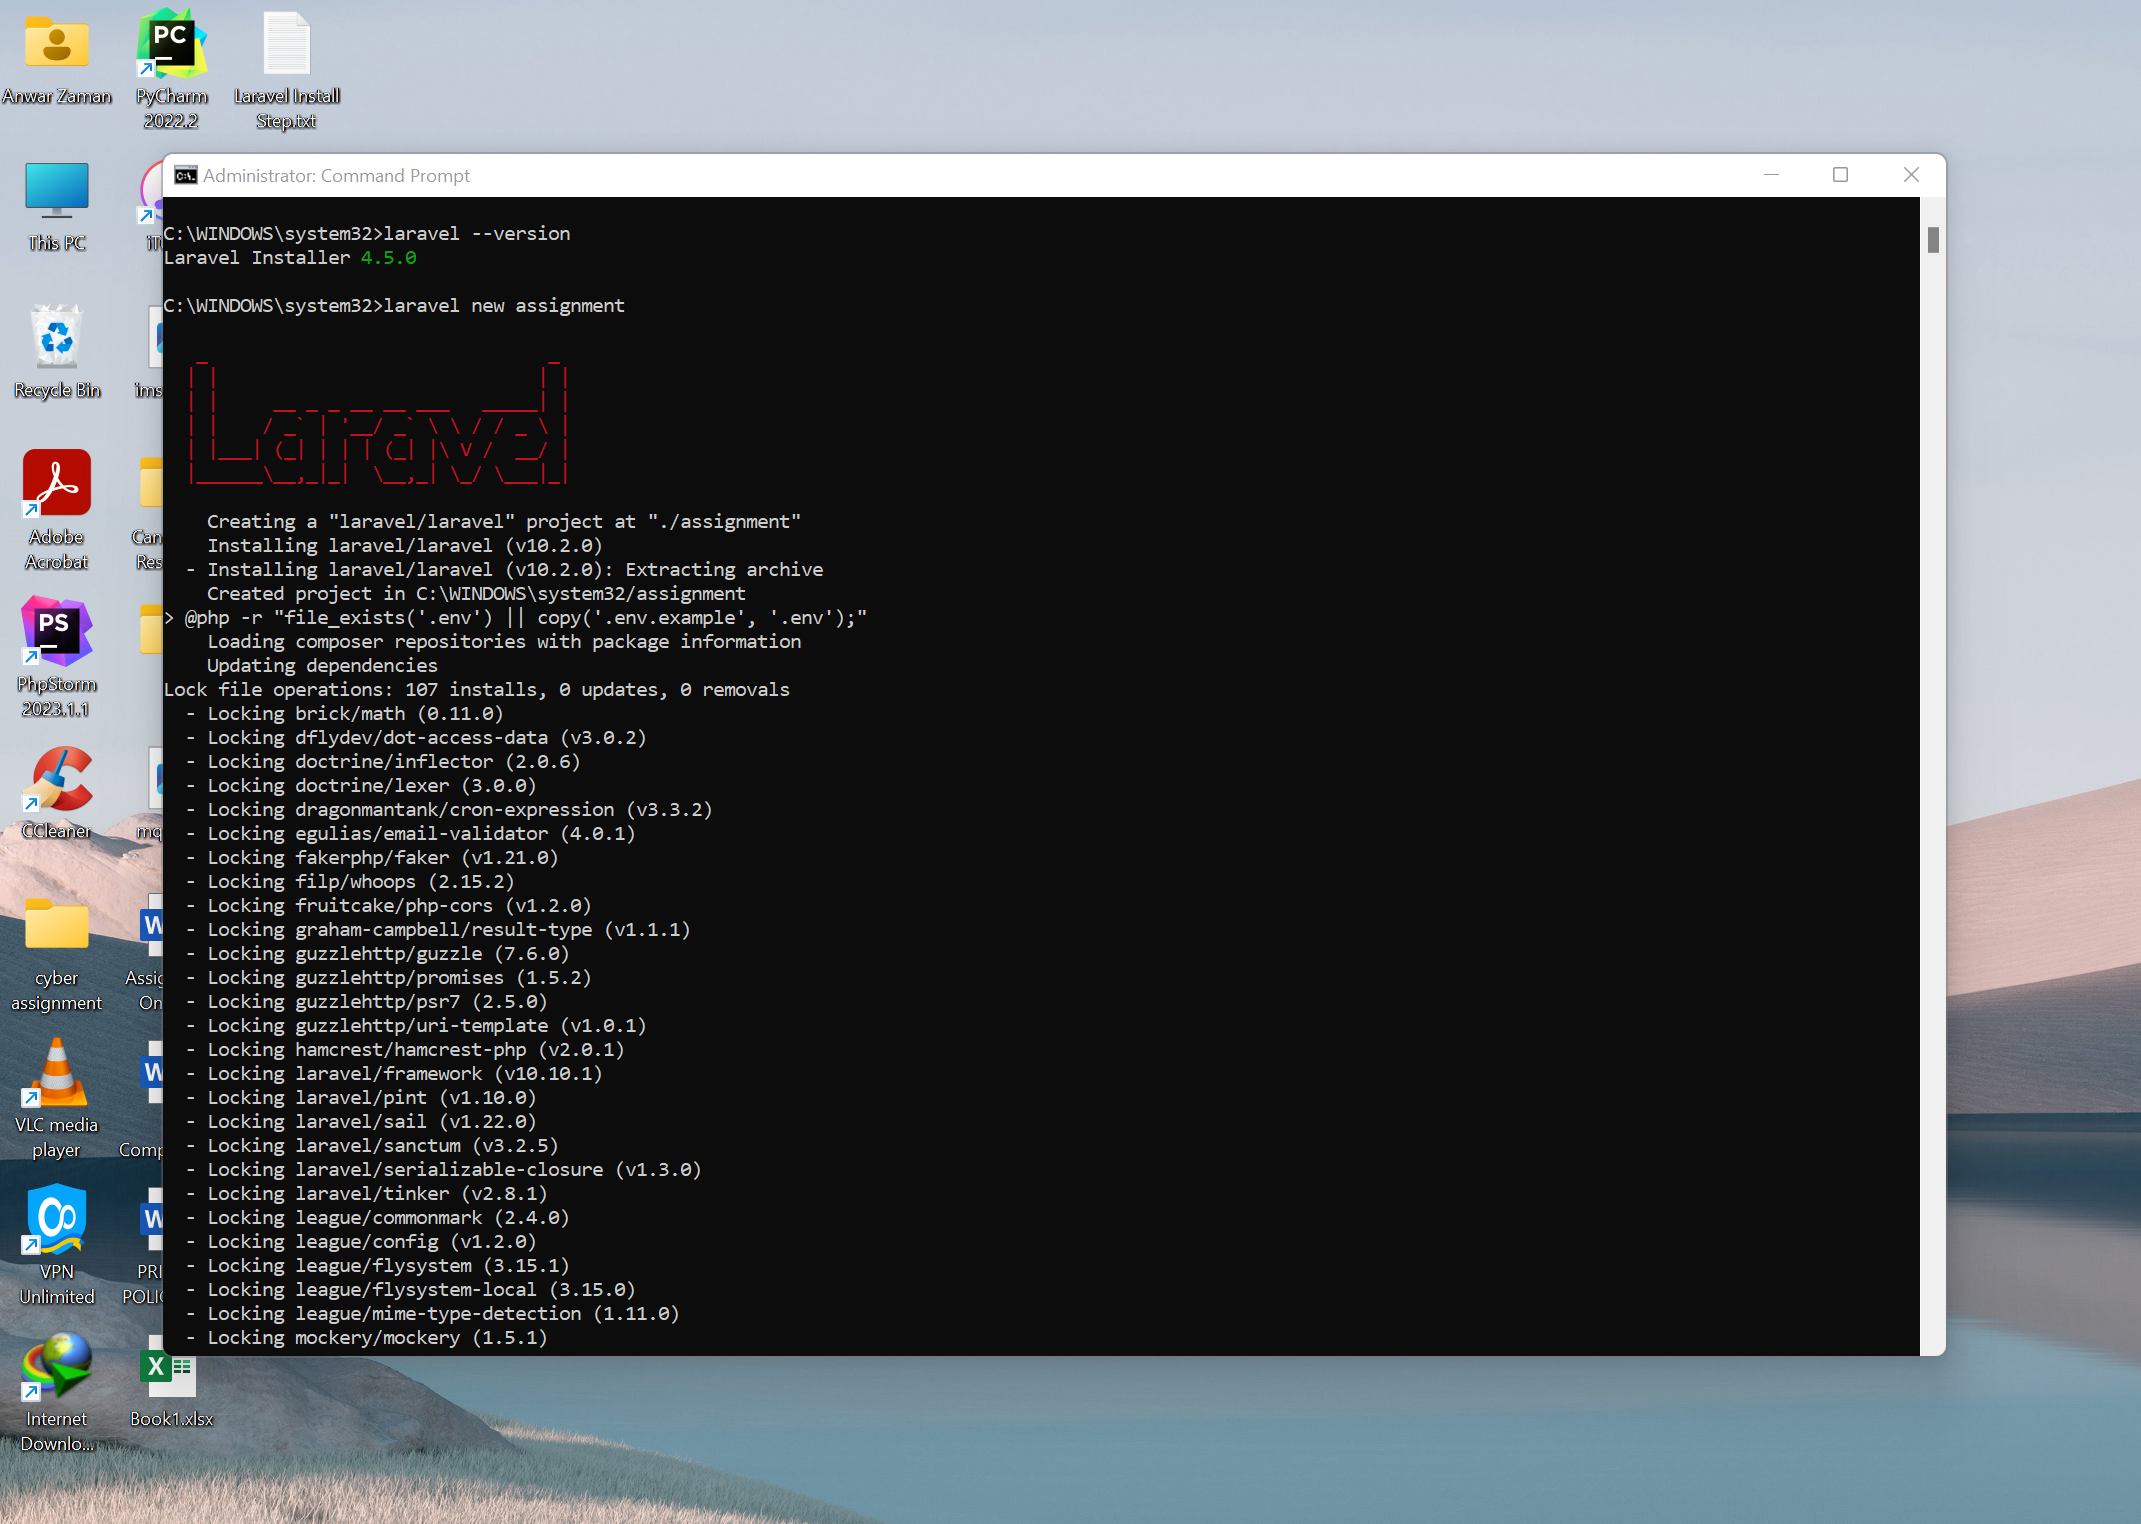 Anwar Zaman
PC
PyCharm
2022.2
Laravel Install
Step.txt
This PC
Recycle Bin
Adobe
Acrobat
PS
PhpStorm
2023.1.1
CCleaner
cyber
assignment
VLC media
player
VPN
Unlimited
Internet
Downlo...
iT
ims
Can
Res
mq
W
Assig
On
W
Comp
W
PRI
POLIC
X
Book1.xlsx
C:\.
Administrator: Command Prompt
C:\WINDOWS\system32>laravel --version
Laravel Installer 4.5.0
C:\WINDOWS\system32>laravel new assignment
Laravel
Creating a "laravel/laravel" project at "./assignment"
Installing laravel/laravel (v10.2.0)
- Installing laravel/laravel (v10.2.0): Extracting archive
Created project in C:\WINDOWS\system32/assignment
> @php -r "file_exists('.env') || copy('.env.example', '.env');"
Loading composer repositories with package information
Updating dependencies
Lock file operations: 107 installs, 0 updates, 0 removals
- Locking brick/math (0.11.0)
- Locking dflydev/dot-access-data (v3.0.2)
- Locking doctrine/inflector (2.0.6)
- Locking doctrine/lexer (3.0.0)
- Locking dragonmantank/cron-expression (v3.3.2)
- Locking egulias/email-validator (4.0.1)
- Locking fakerphp/faker (v1.21.0)
- Locking filp/whoops (2.15.2)
- Locking fruitcake/php-cors (v1.2.0)
- Locking graham-campbell/result-type (v1.1.1)
- Locking guzzlehttp/guzzle (7.6.0)
- Locking guzzlehttp/promises (1.5.2)
- Locking guzzlehttp/psr7 (2.5.0)
- Locking guzzlehttp/uri-template (v1.0.1)
- Locking hamcrest/hamcrest-php (v2.0.1)
- Locking laravel/framework (v10.10.1)
- Locking laravel/pint (v1.10.0)
- Locking laravel/sail (v1.22.0)
- Locking laravel/sanctum (v3.2.5)
- Locking laravel/serializable-closure (v1.3.0)
- Locking laravel/tinker (v2.8.1)
- Locking league/commonmark (2.4.0)
- Locking league/config (v1.2.0)
- Locking league/flysystem (3.15.1)
- Locking league/flysystem-local (3.15.0)
- Locking league/mime-type-detection (1.11.0)
- Locking mockery/mockery (1.5.1)